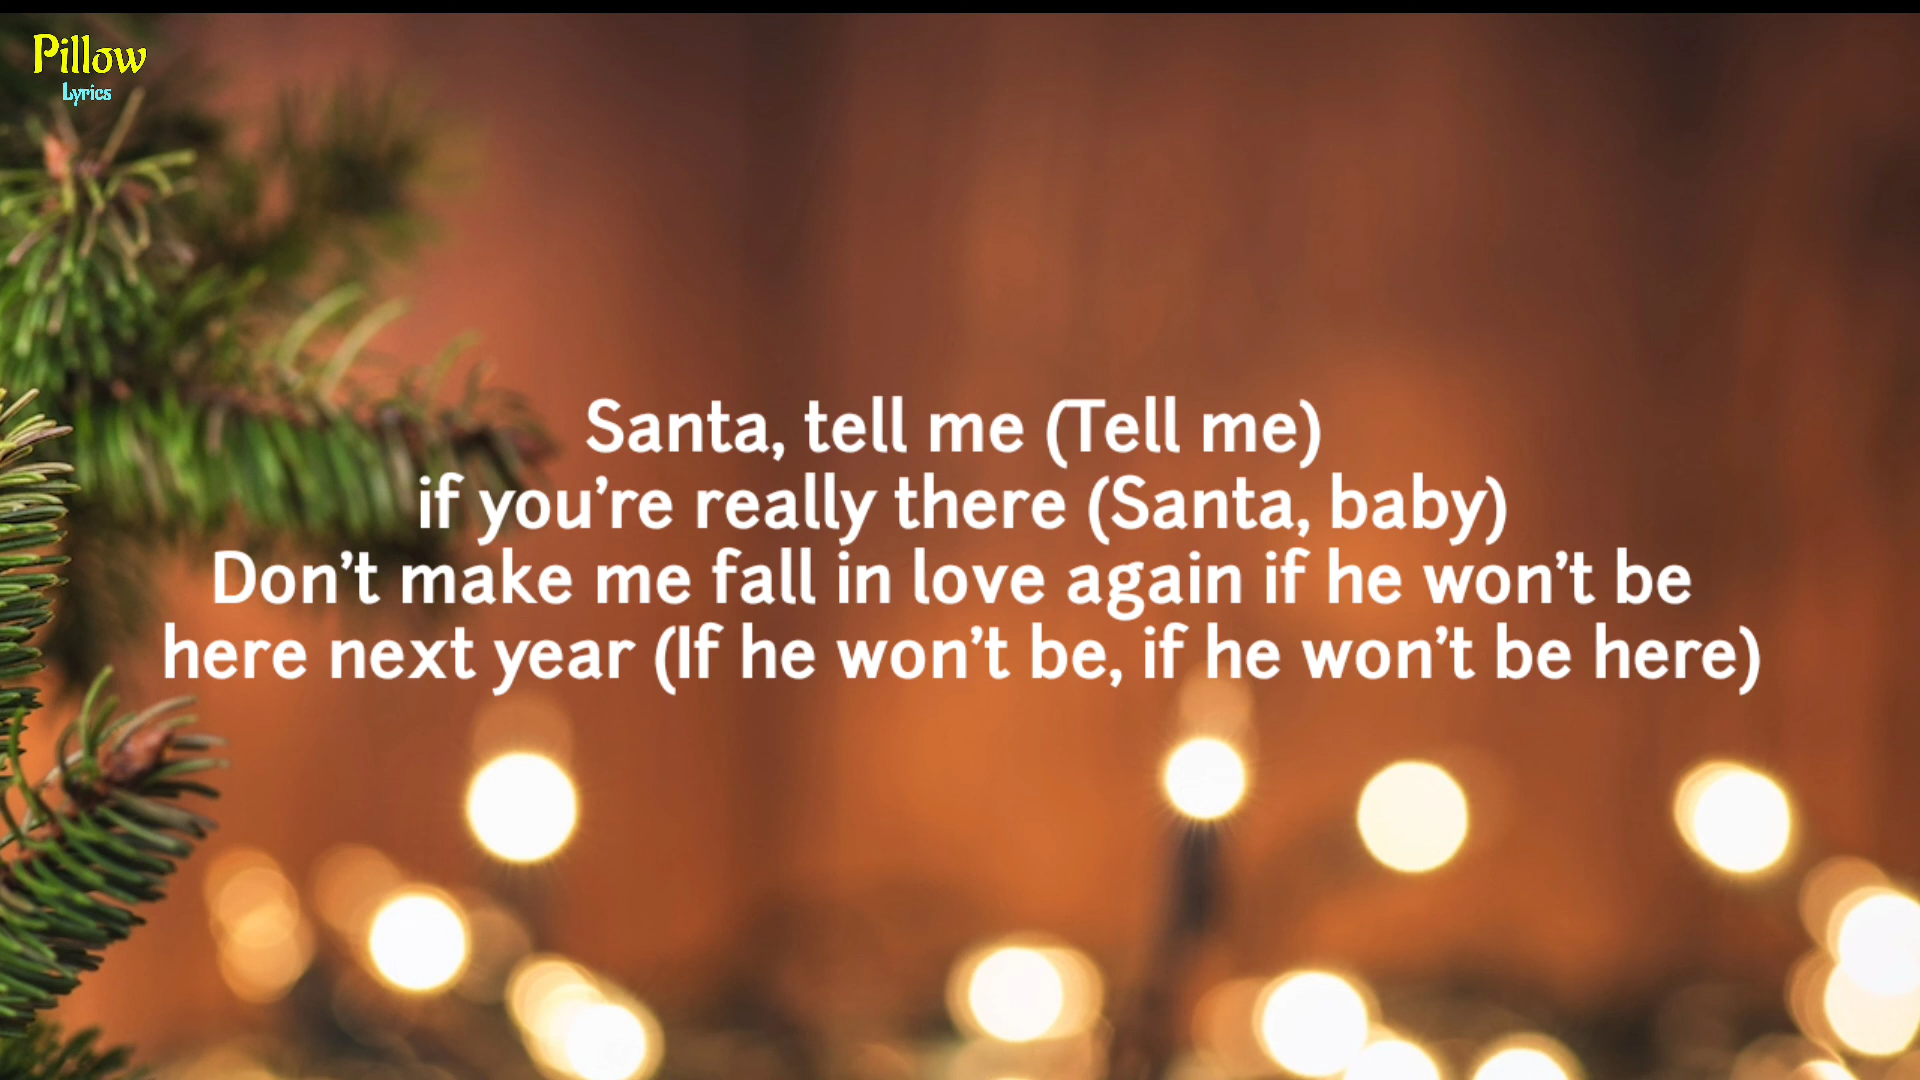 Pillow
Lyrics
Santa, tell me (Tell me)
if you're really there (Santa, baby)
Don't make me fall in love again if he won't be
here next year (If he won't be, if he won't be here)